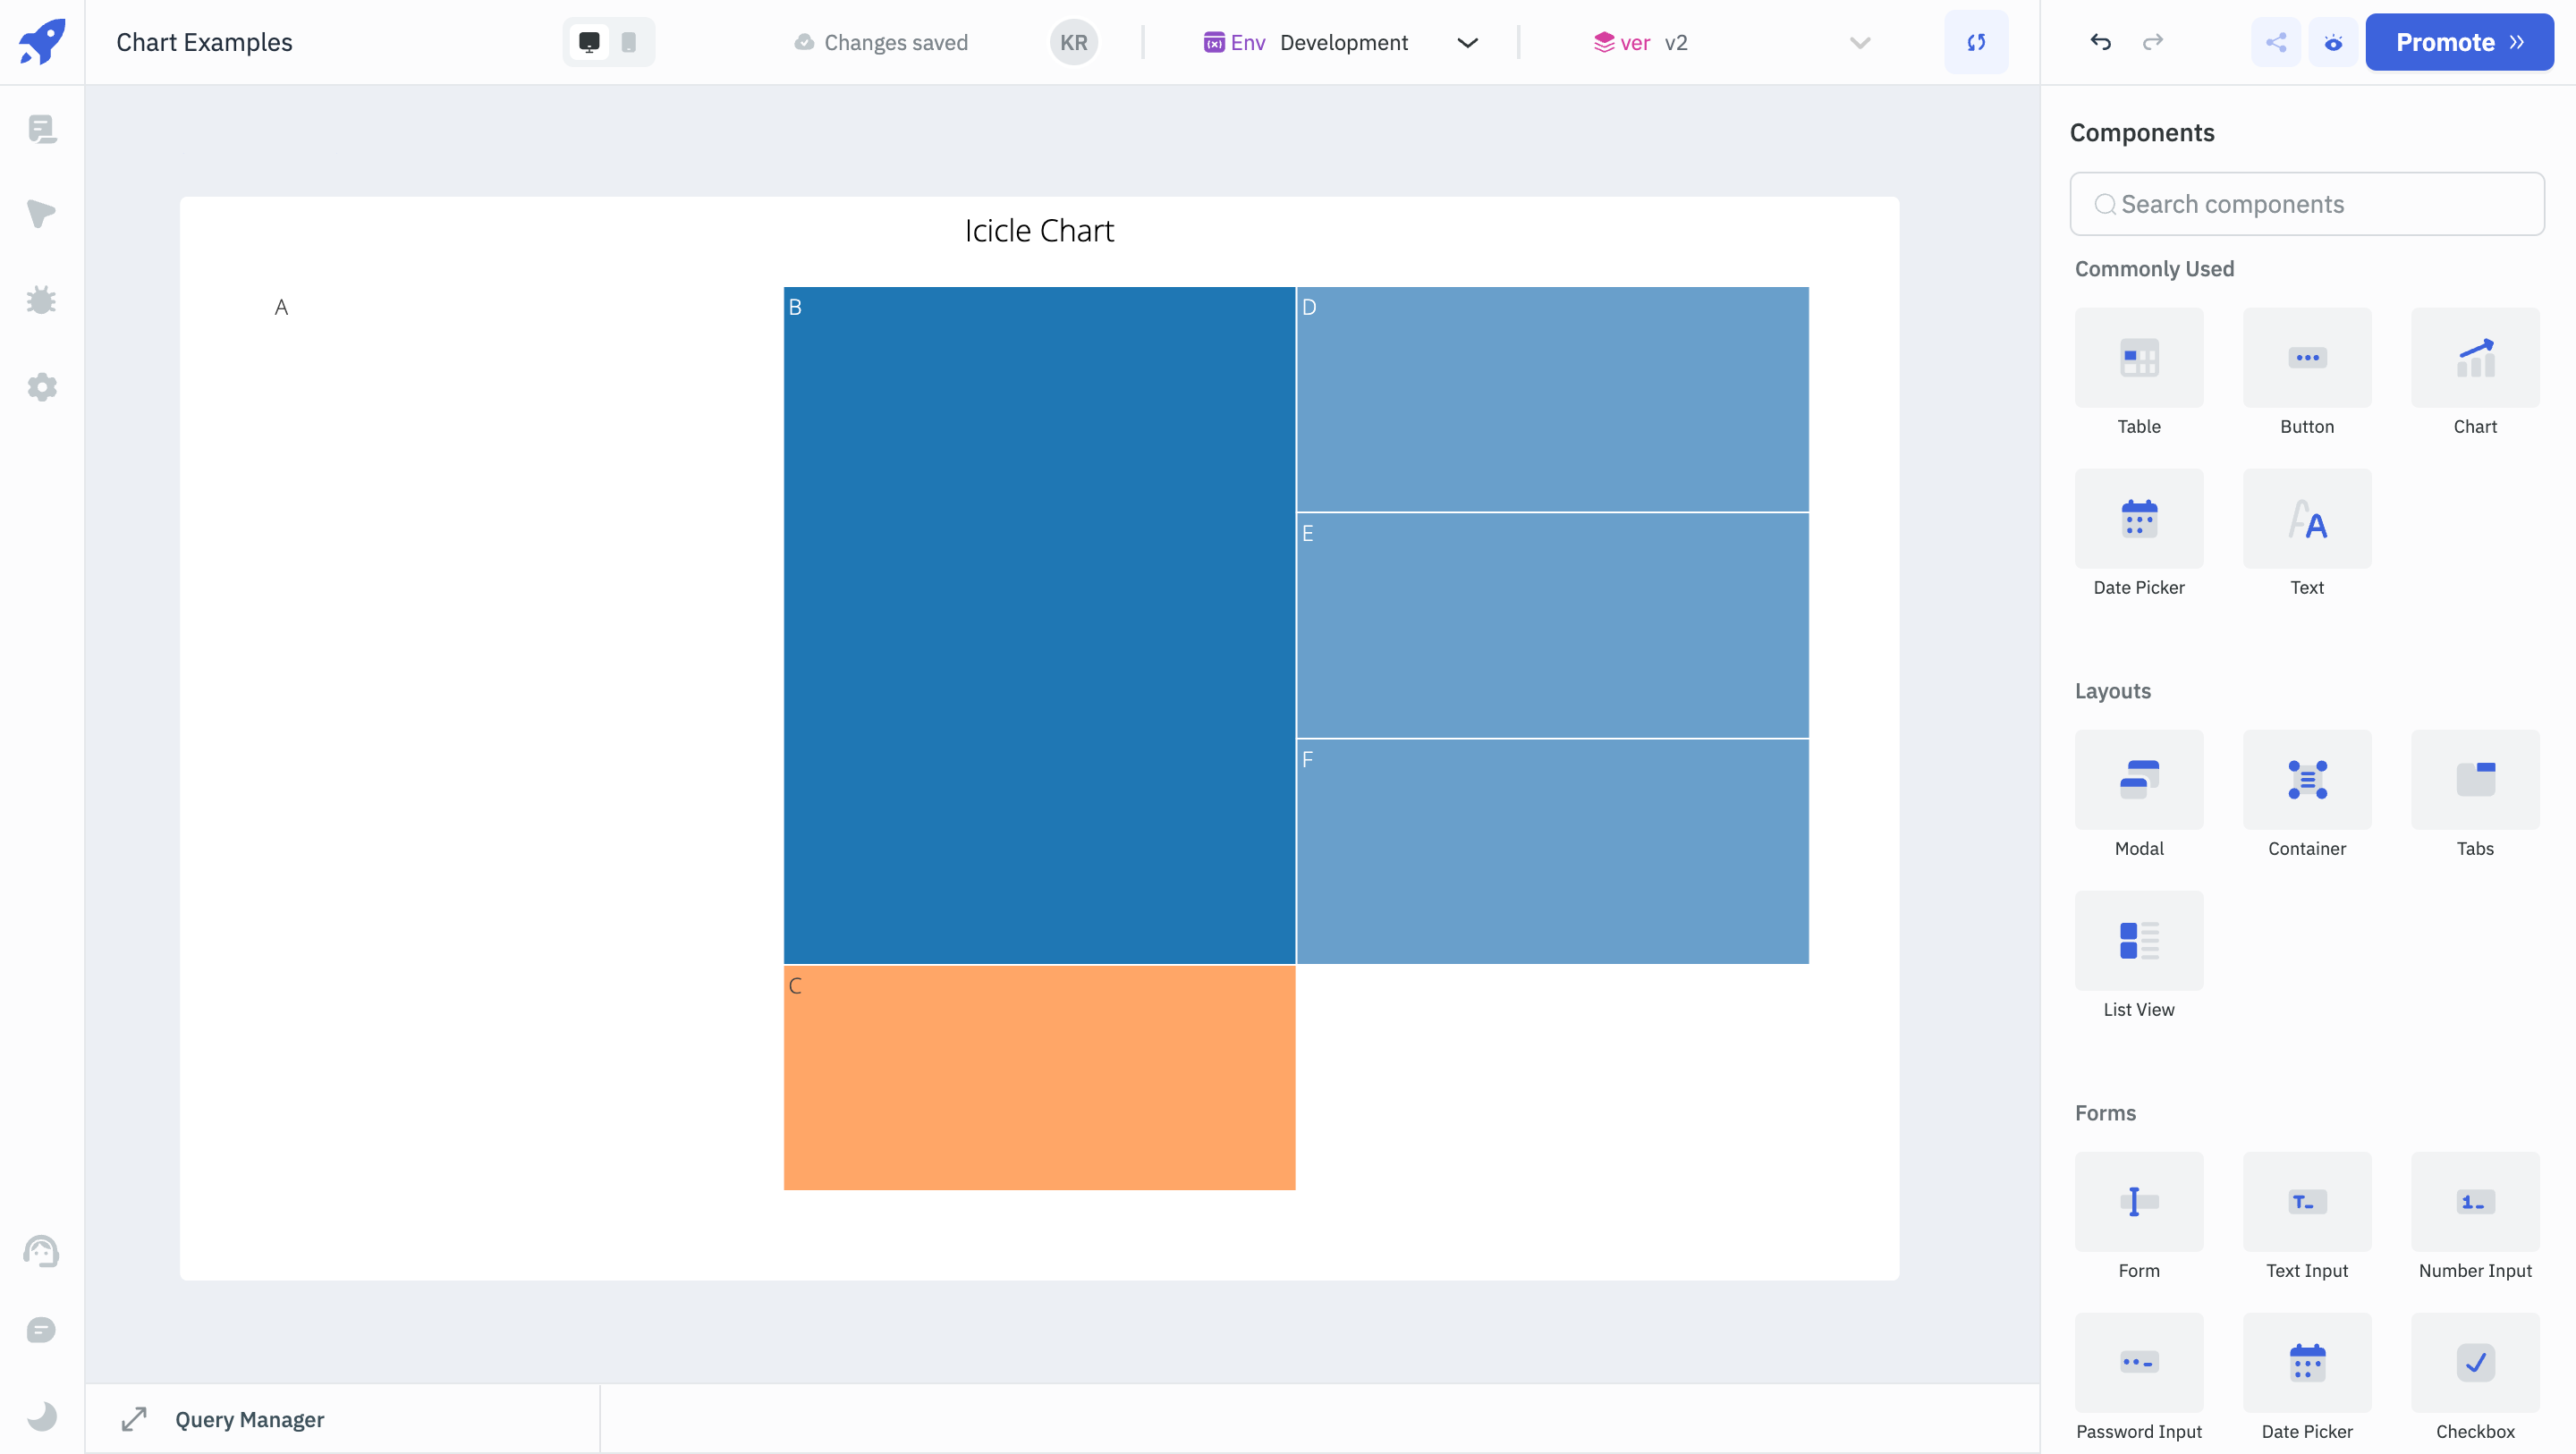 Chart Examples
Changes saved
KR
Env Development
ver v2
Promote
Icicle Chart
A
B
D
E
F
C
Query Manager
Components
Search components
Commonly Used
Table
Button
Chart
Date Picker
Text
Layouts
Modal
Container
Tabs
List View
Forms
Form
Text Input
Number Input
Password Input
Date Picker
Checkbox